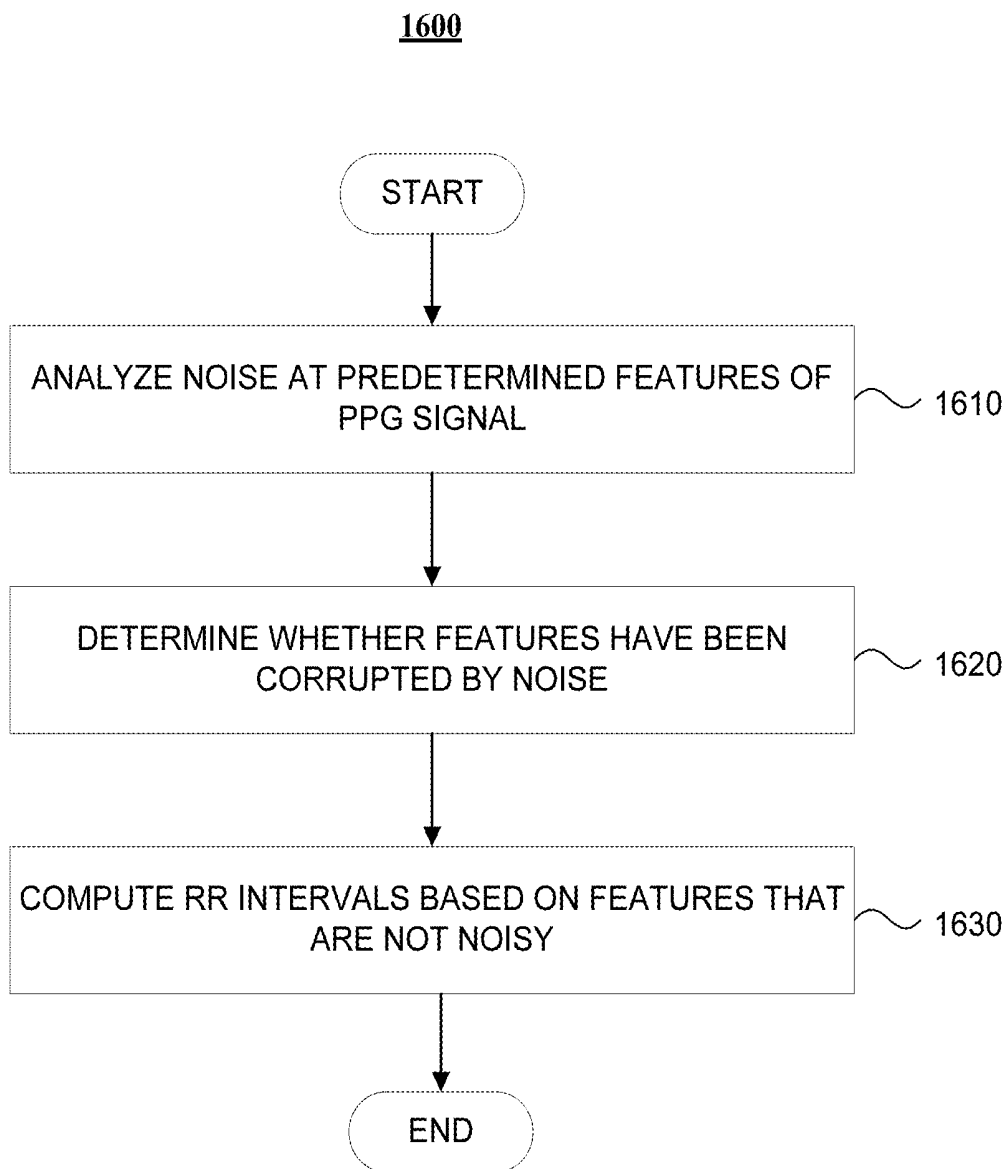 1600
START
ANALYZE NOISE AT PREDETERMINED FEATURES OF
PPG SIGNAL
1610
DETERMINE WHETHER FEATURES HAVE BEEN
CORRUPTED BY NOISE
1620
COMPUTE RR INTERVALS BASED ON FEATURES THAT
ARE NOT NOISY
1630
END